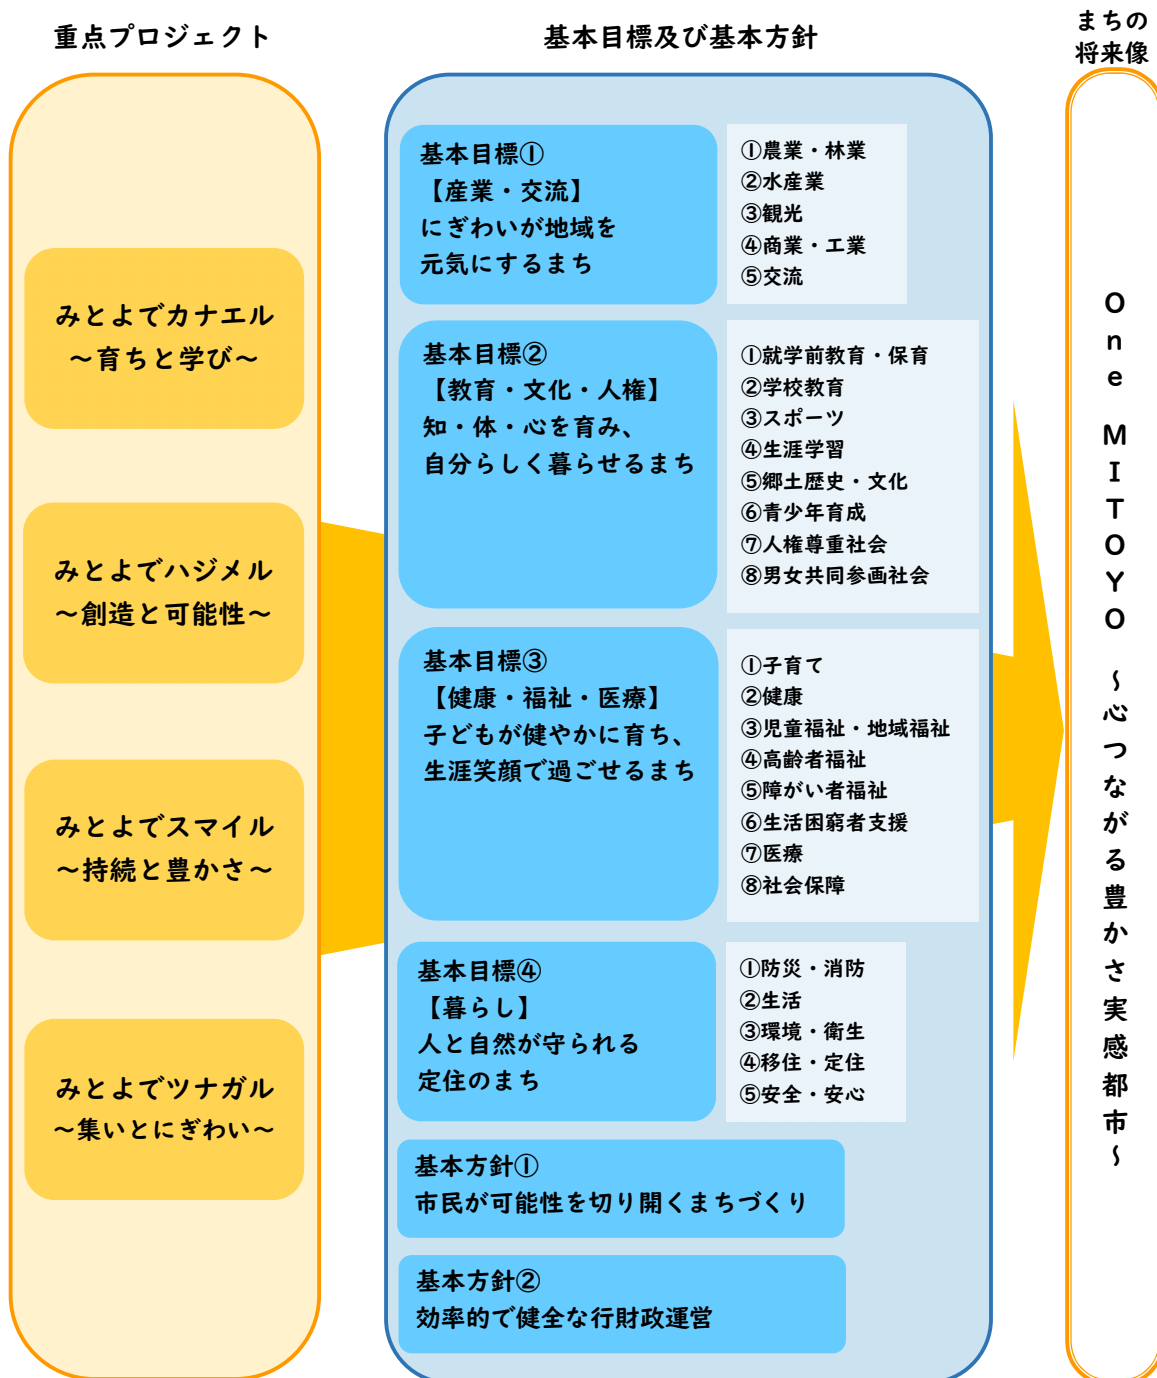 重点プロジェクト
みとよでカナエル
～育ちと学び～
みとよでハジメル
～創造と可能性～
みとよでスマイル
～持続と豊かさ～
みとよでツナガル
～集いとにぎわい～
基本目標及び基本方針
基本目標①
【産業・交流】
にぎわいが地域を
元気にするまち
①農業・林業
②水産業
③観光
④商業・工業
⑤交流
基本目標②
【教育・文化・人権】
知・体・心を育み、
自分らしく暮らせるまち
①就学前教育・保育
②学校教育
③スポーツ
④生涯学習
⑤郷土歴史・文化
⑥青少年育成
⑦人権尊重社会
⑧男女共同参画社会
基本目標③
【健康・福祉・医療】
子どもが健やかに育ち、
生涯笑顔で過ごせるまち
①子育て
②健康
③児童福祉・地域福祉
④高齢者福祉
⑤障がい者福祉
⑥生活困窮者支援
⑦医療
⑧社会保障
基本目標④
【暮らし】
人と自然が守られる
定住のまち
①防災・消防
②生活
③環境・衛生
④移住・定住
⑤安全・安心
基本方針①
市民が可能性を切り開くまちづくり
基本方針②
効率的で健全な行財政運営
まちの
将来像
One MITOYO ～心つながる豊かさ実感都市～